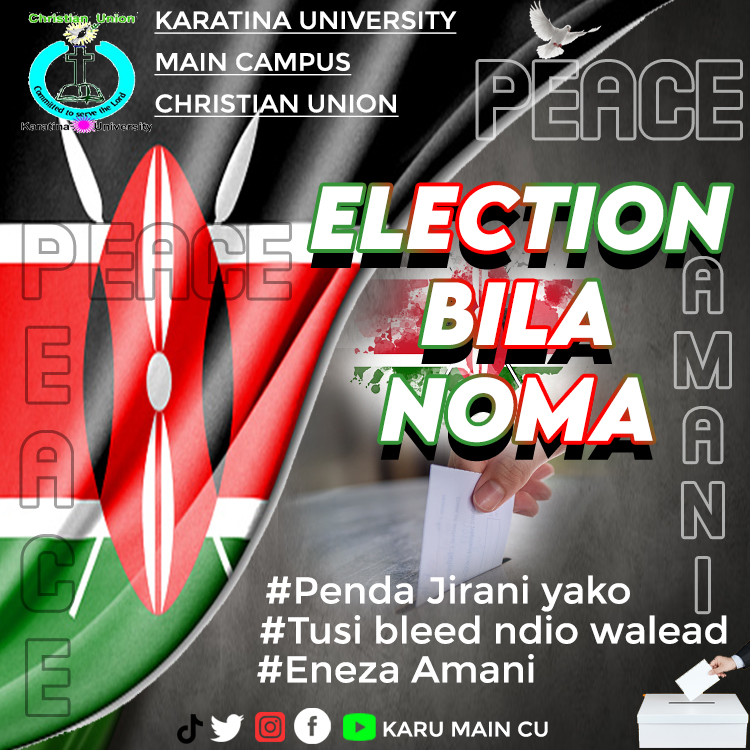 Christian Union
Committed to serve the Lord
Karatina University
KARATINA UNIVERSITY
MAIN CAMPUS
CHRISTIAN UNION
PEACE
PEACE
PEACE
AMANI
ELECTION
BILA
NOMA
#Penda Jirani yako
#Tusi bleed ndio walead
#Eneza Amani
KARU MAIN CU